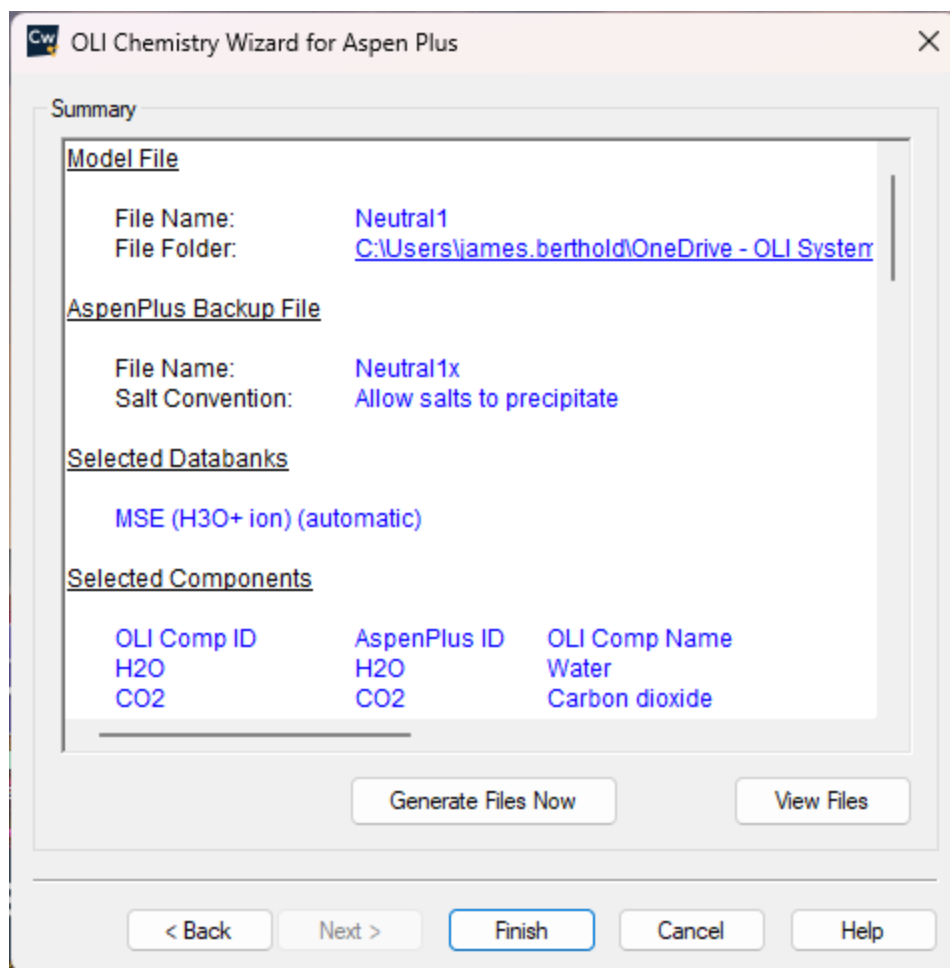 Cw OLI Chemistry Wizard for Aspen Plus
Summary
Model File
File Name: Neutral1
File Folder: C:\Users\james.berthold\OneDrive - OLI System
AspenPlus Backup File
File Name: Neutral1x
Salt Convention: Allow salts to precipitate
Selected Databanks
MSE (H3O+ ion) (automatic)
Selected Components
OLI Comp ID AspenPlus ID OLI Comp Name
H2O H2O Water
CO2 CO2 Carbon dioxide
Generate Files Now View Files
< Back Next > Finish Cancel Help